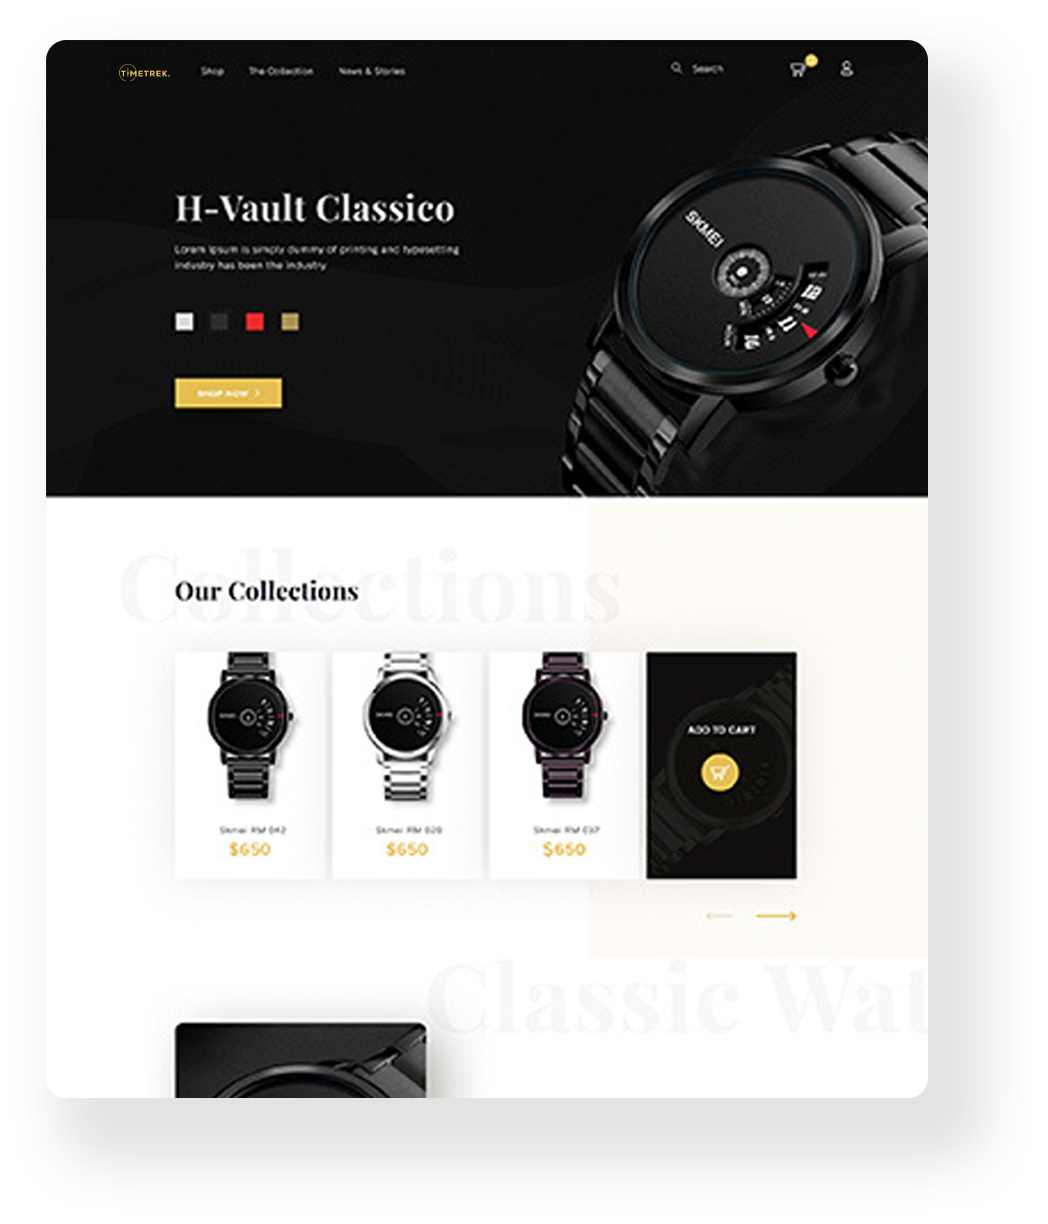 TIMETREK.
Shop The Collection News & Stories Search
H-Vault Classico
Lorem Ipsum is simply dummy of printing and typesetting
industry has been the industry
SKMEI
SHOP NOW
Collections
Our Collections
ADD TO CART
Skmei RM 042 Skmei RM 029 Skmei RM 037
$650 $650 $650
Classic Wat